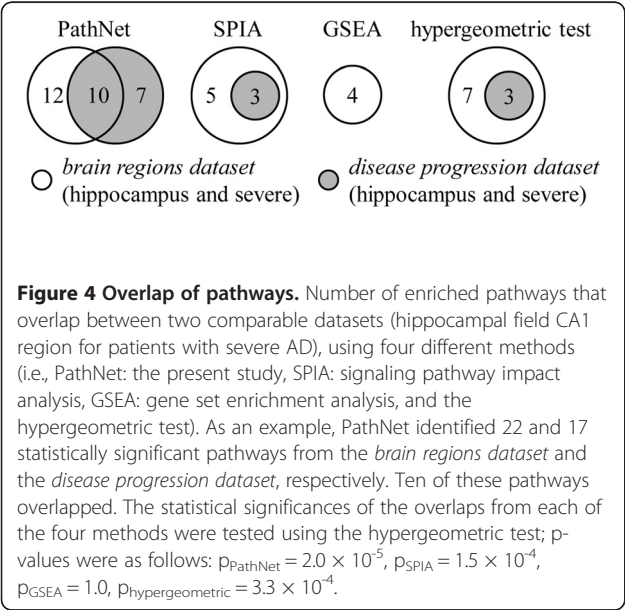 PathNet SPIA GSEA hypergeometric test
12 10 7 5 3 4 7 3
brain regions dataset
(hippocampus and severe)
disease progression dataset
(hippocampus and severe)
Figure 4 Overlap of pathways. Number of enriched pathways that
overlap between two comparable datasets (hippocampal field CA1
region for patients with severe AD), using four different methods
(i.e., PathNet: the present study, SPIA: signaling pathway impact
analysis, GSEA: gene set enrichment analysis, and the
hypergeometric test). As an example, PathNet identified 22 and 17
statistically significant pathways from the brain regions dataset and
the disease progression dataset, respectively. Ten of these pathways
overlapped. The statistical significances of the overlaps from each of
the four methods were tested using the hypergeometric test; p-
values were as follows: pPathNet = 2.0 × 10-5, pSPIA = 1.5 × 10-4,
pGSEA = 1.0, phypergeometric = 3.3 × 10-4.